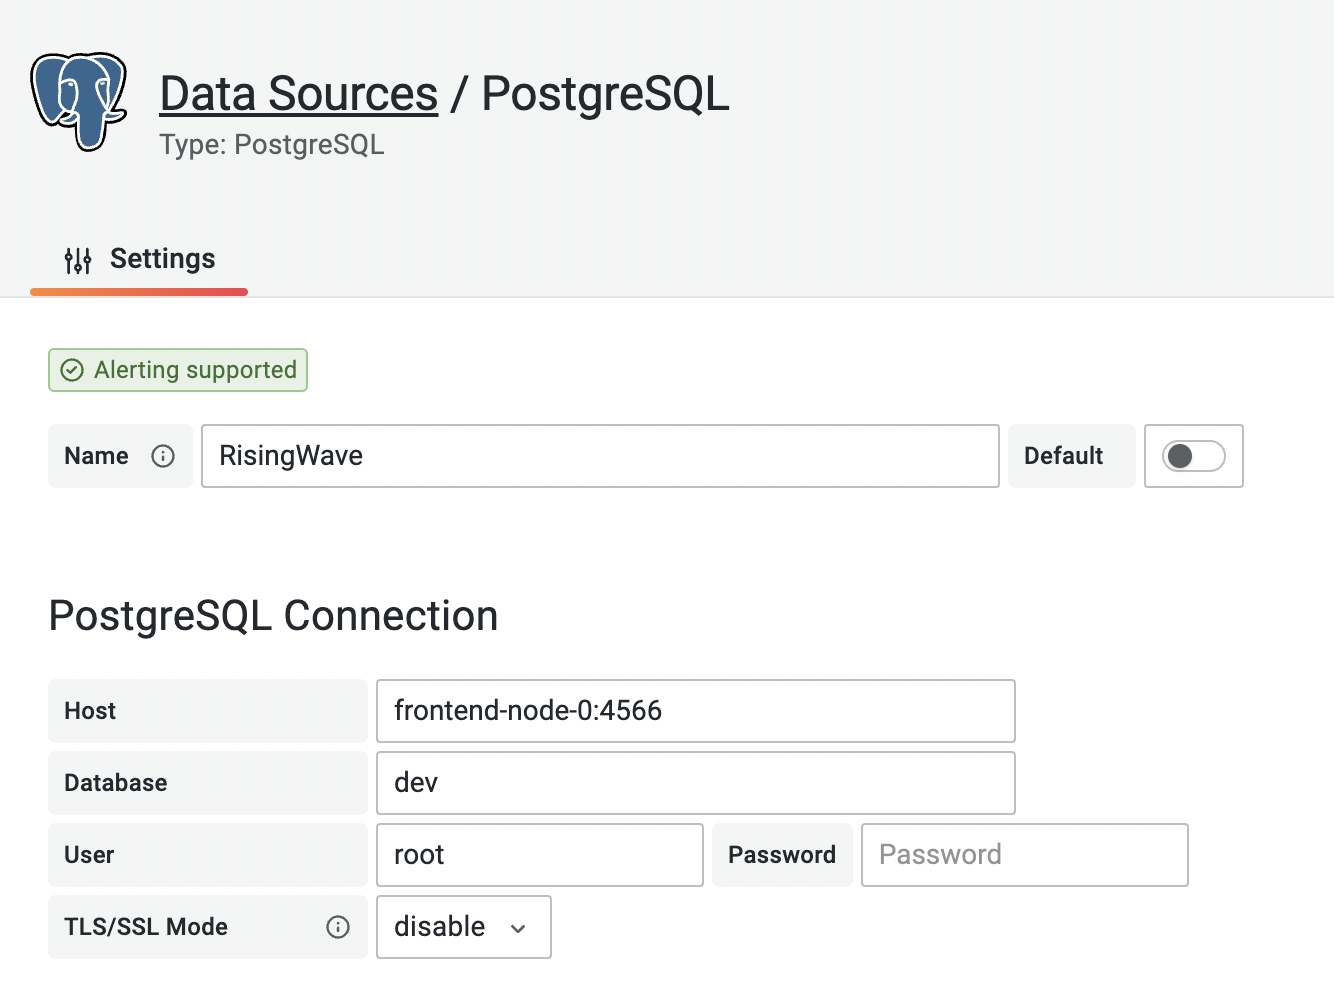 Data Sources / PostgreSQL
Type: PostgreSQL
Settings
Alerting supported
Name RisingWave Default
PostgreSQL Connection
Host frontend-node-0:4566
Database dev
User root Password Password
TLS/SSL Mode disable